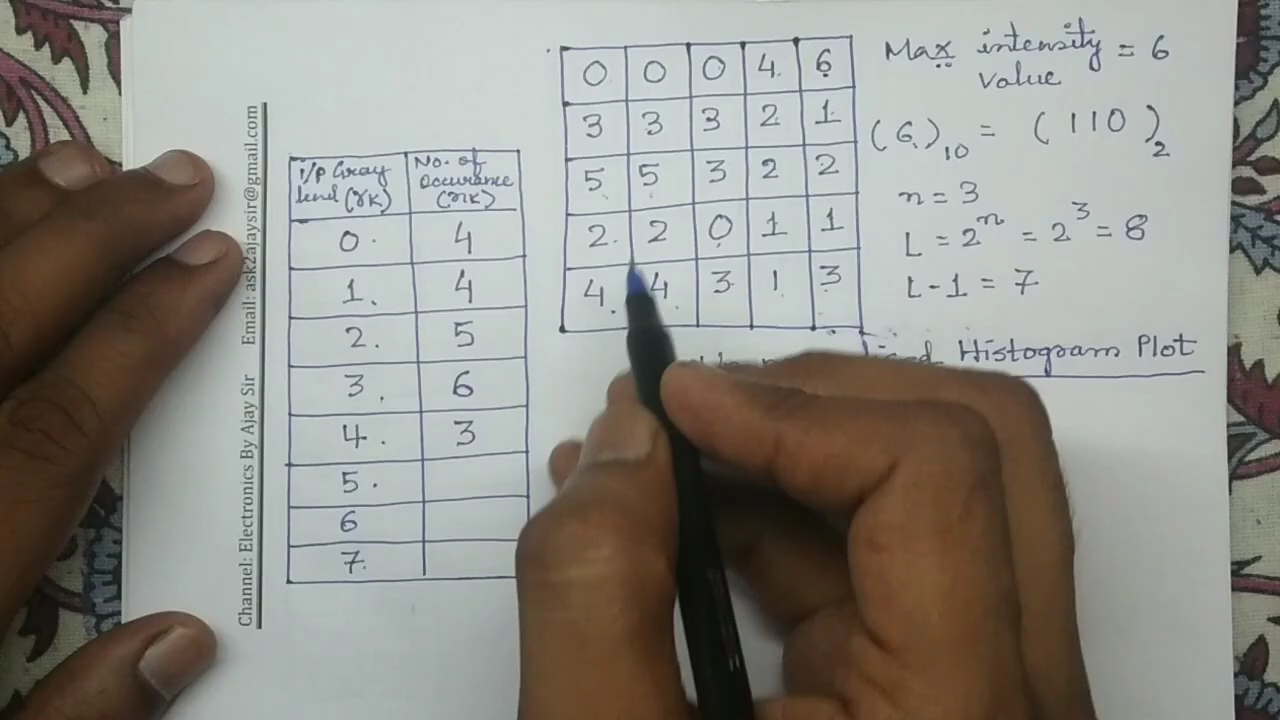 Channel: Electronics By Ajay Sir Email: ask2ajaysir@gmail.com
i/p Gray No. of
level (rK) Occurance
(nK)
0 4
1 4
2 5
3 6
4 3
5
6
7
0 0 0 4 6
3 3 3 2 1
5 5 3 2 2
2 2 0 1 1
4 4 3 1 3
Max intensity = 6
value
(6)10 = (110)2
n = 3
L = 2^n = 2^3 = 8
L-1 = 7
Histogram Plot